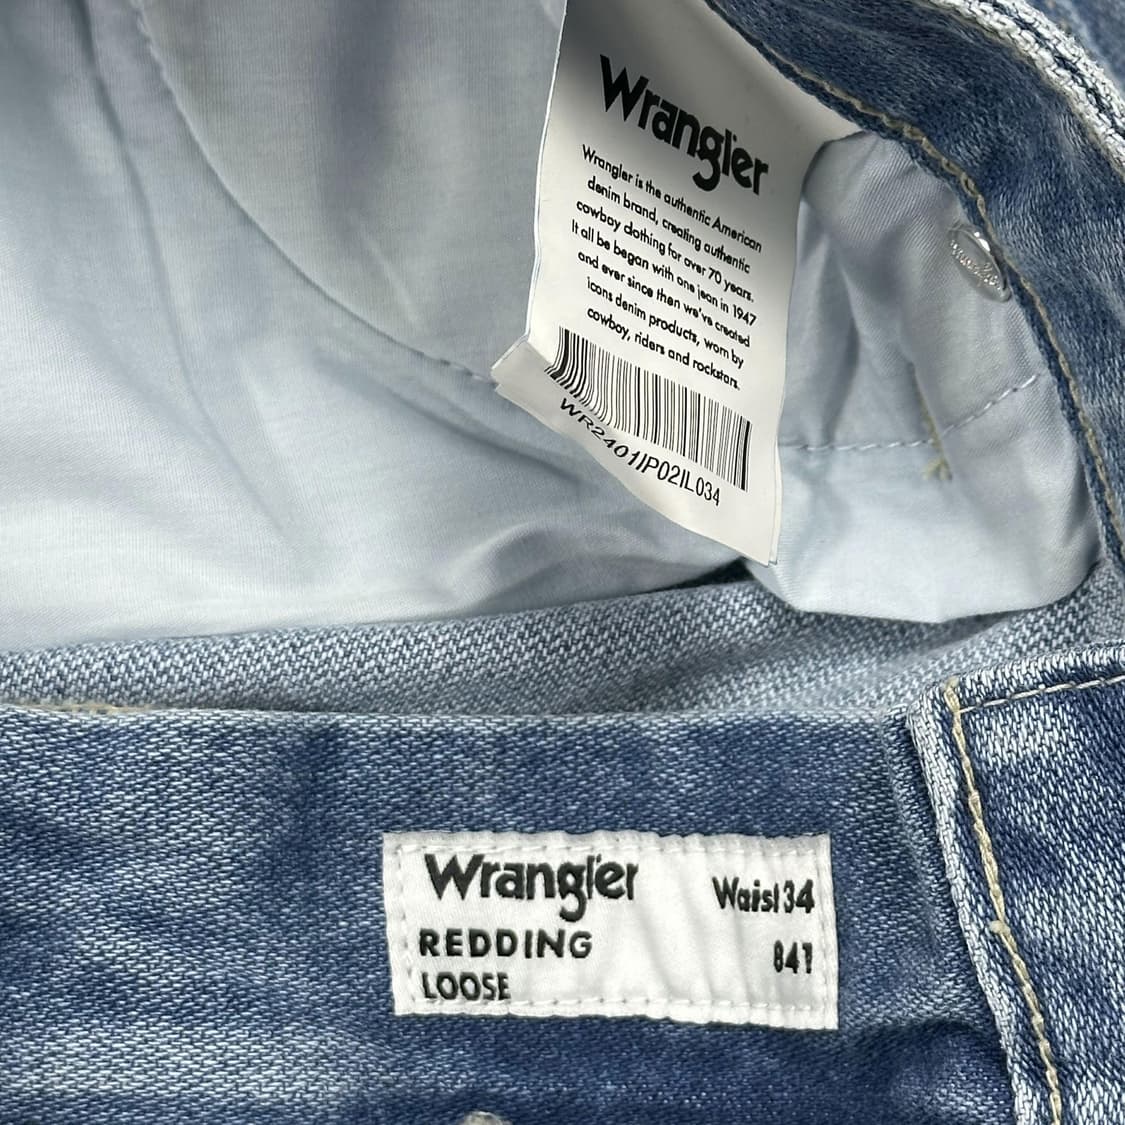 Wrangler
Wrangler is the authentic American
denim brand, creating authentic
cowboy clothing for over 70 years.
It all be began with one jean in 1947
and ever since then we've created
icons denim products, worn by
cowboy, riders and rockstars.
WR2401IP02IL034
Wrangler
Waist 34
REDDING
841
LOOSE